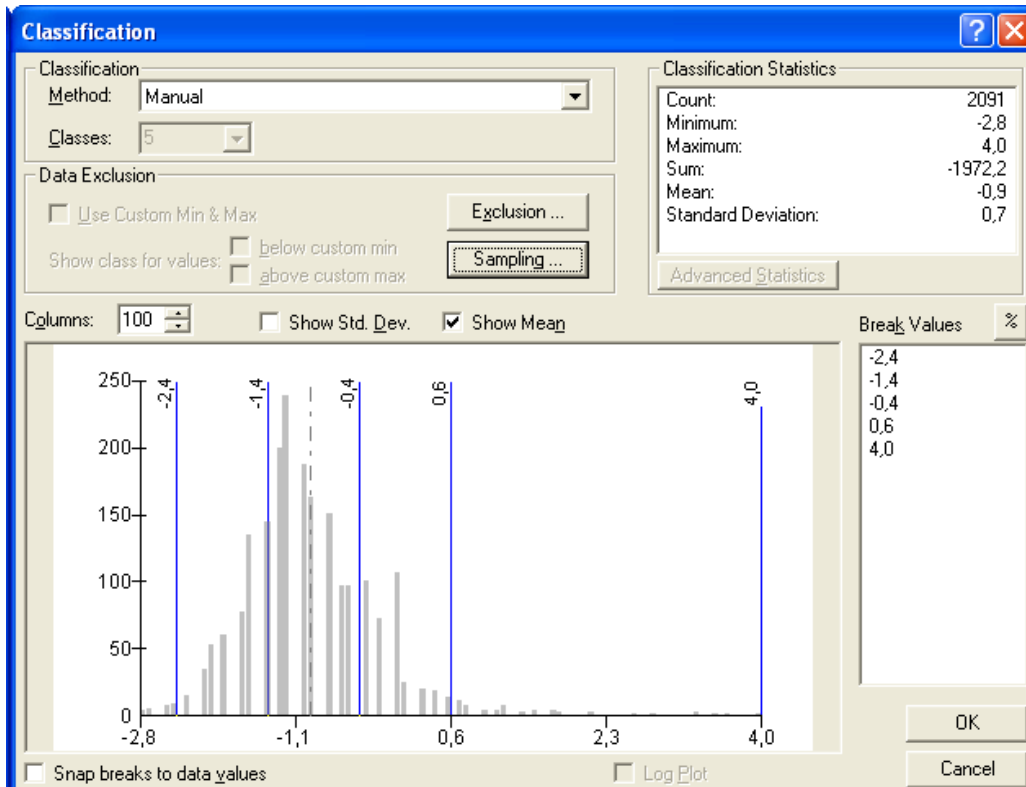 Classification
Classification
Method: Manual
Classes: 5
Classification Statistics
Count: 2091
Minimum: -2,8
Maximum: 4,0
Sum: -1972,2
Mean: -0,9
Standard Deviation: 0,7
Advanced Statistics
Data Exclusion
Use Custom Min & Max
Exclusion ...
Show class for values:
below custom min
above custom max
Sampling ...
Columns: 100
Show Std. Dev.
Show Mean
Break Values
%
-2,4
-1,4
-0,4
0,6
4,0
250
200
150
100
50
0
-2,4
-1,4
-0,4
0,6
4,0
-2,8
-1,1
0,6
2,3
4,0
OK
Cancel
Snap breaks to data values
Log Plot